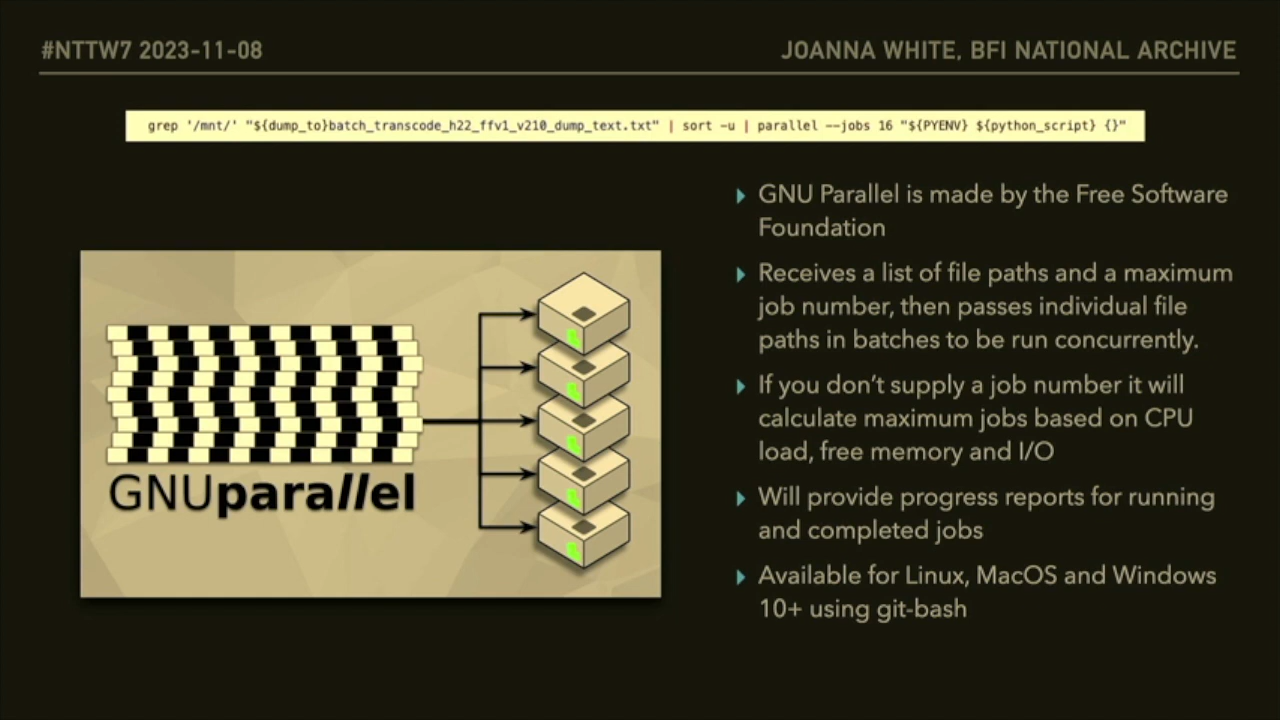 #NTTW7 2023-11-08
JOANNA WHITE, BFI NATIONAL ARCHIVE
grep '/mnt/' "${dump_to}batch_transcode_h22_ffv1_v210_dump_text.txt" | sort -u | parallel --jobs 16 "${PYENV} ${python_script} {}"
GNUparallel
GNU Parallel is made by the Free Software
Foundation
Receives a list of file paths and a maximum
job number, then passes individual file
paths in batches to be run concurrently.
If you don’t supply a job number it will
calculate maximum jobs based on CPU
load, free memory and I/O
Will provide progress reports for running
and completed jobs
Available for Linux, MacOS and Windows
10+ using git-bash